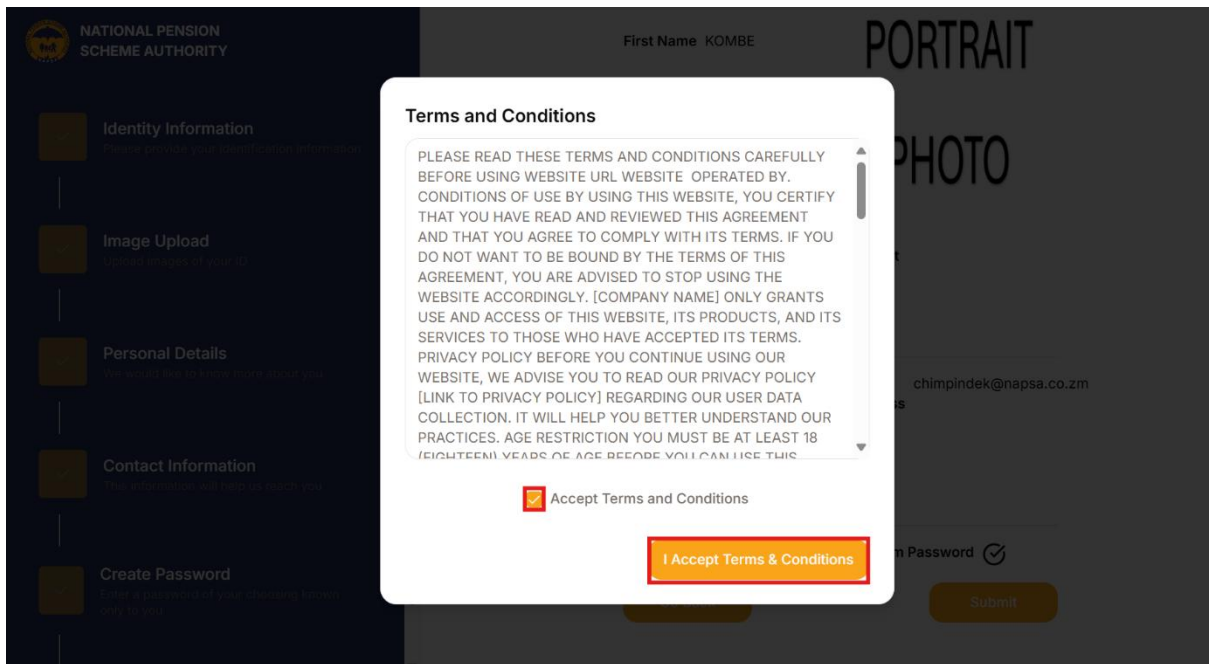 NATIONAL PENSION
SCHEME AUTHORITY
Identity Information
Please provide your identification information
Image Upload
Upload images of your ID
Personal Details
We would like to know more about you
Contact Information
This information will help us reach you
Create Password
Enter a password of your choosing known
only to you
First Name KOMBE
PORTRAIT
PHOTO
Terms and Conditions
PLEASE READ THESE TERMS AND CONDITIONS CAREFULLY
BEFORE USING WEBSITE URL WEBSITE OPERATED BY.
CONDITIONS OF USE BY USING THIS WEBSITE, YOU CERTIFY
THAT YOU HAVE READ AND REVIEWED THIS AGREEMENT
AND THAT YOU AGREE TO COMPLY WITH ITS TERMS. IF YOU
DO NOT WANT TO BE BOUND BY THE TERMS OF THIS
AGREEMENT, YOU ARE ADVISED TO STOP USING THE
WEBSITE ACCORDINGLY. [COMPANY NAME] ONLY GRANTS
USE AND ACCESS OF THIS WEBSITE, ITS PRODUCTS, AND ITS
SERVICES TO THOSE WHO HAVE ACCEPTED ITS TERMS.
PRIVACY POLICY BEFORE YOU CONTINUE USING OUR
WEBSITE, WE ADVISE YOU TO READ OUR PRIVACY POLICY
[LINK TO PRIVACY POLICY] REGARDING OUR USER DATA
COLLECTION. IT WILL HELP YOU BETTER UNDERSTAND OUR
PRACTICES. AGE RESTRICTION YOU MUST BE AT LEAST 18
(EIGHTEEN) YEARS OF AGE BEFORE YOU CAN USE THIS
Accept Terms and Conditions
I Accept Terms & Conditions
chimpindek@napsa.co.zm
Password
Submit